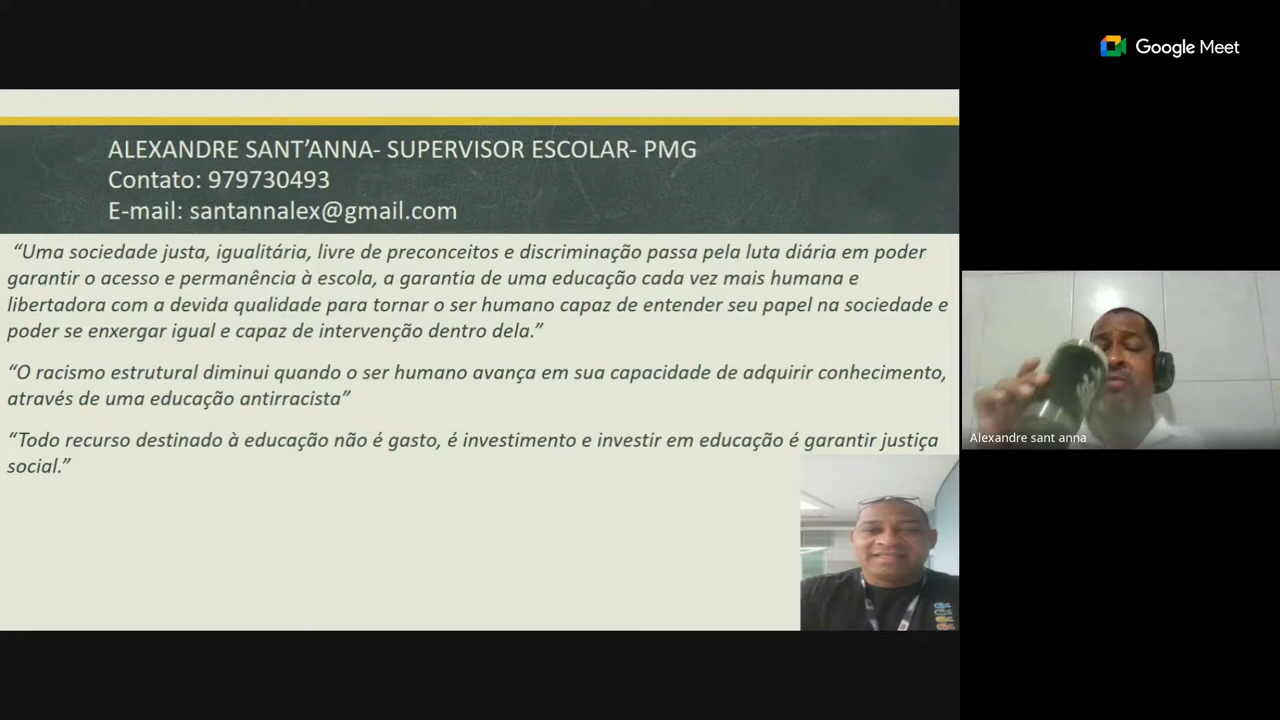 Google Meet
ALEXANDRE SANT’ANNA- SUPERVISOR ESCOLAR- PMG
Contato: 979730493
E-mail: santannalex@gmail.com
“Uma sociedade justa, igualitária, livre de preconceitos e discriminação passa pela luta diária em poder
garantir o acesso e permanência à escola, a garantia de uma educação cada vez mais humana e
libertadora com a devida qualidade para tornar o ser humano capaz de entender seu papel na sociedade e
poder se enxergar igual e capaz de intervenção dentro dela.”
“O racismo estrutural diminui quando o ser humano avança em sua capacidade de adquirir conhecimento,
através de uma educação antirracista”
“Todo recurso destinado à educação não é gasto, é investimento e investir em educação é garantir justiça
social.”
Alexandre sant anna